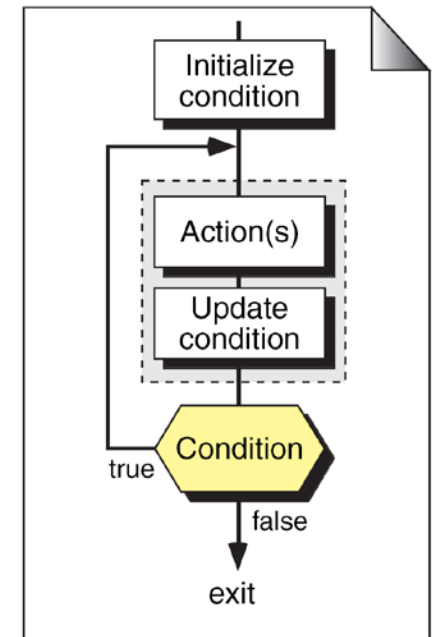 Initialize
condition
Action(s)
Update
condition
Condition
true
false
exit